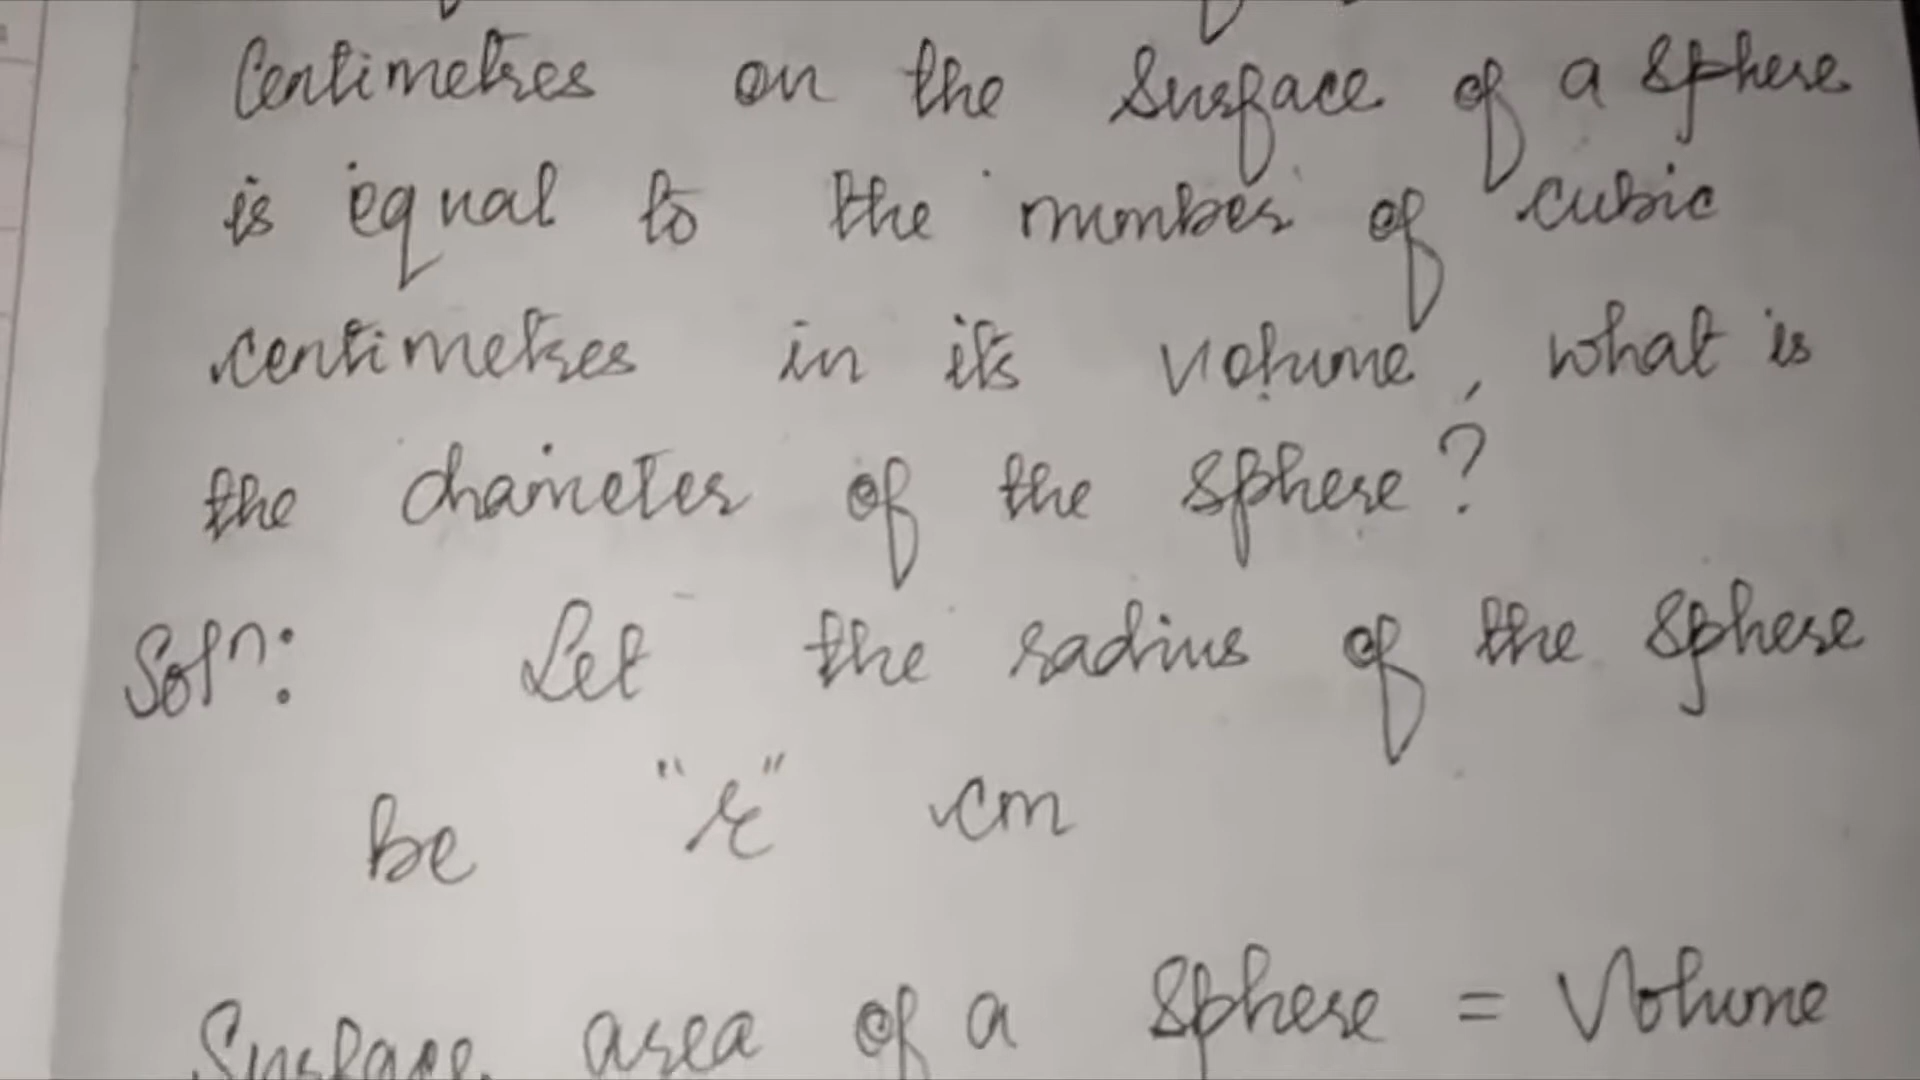 Centimetres on the surface of a sphere
is equal to the number of cubic
centimetres in its volume, what is
the diameter of the sphere?
Soln: Let the radius of the sphere
be "r" cm
Surface area of a sphere = Volume